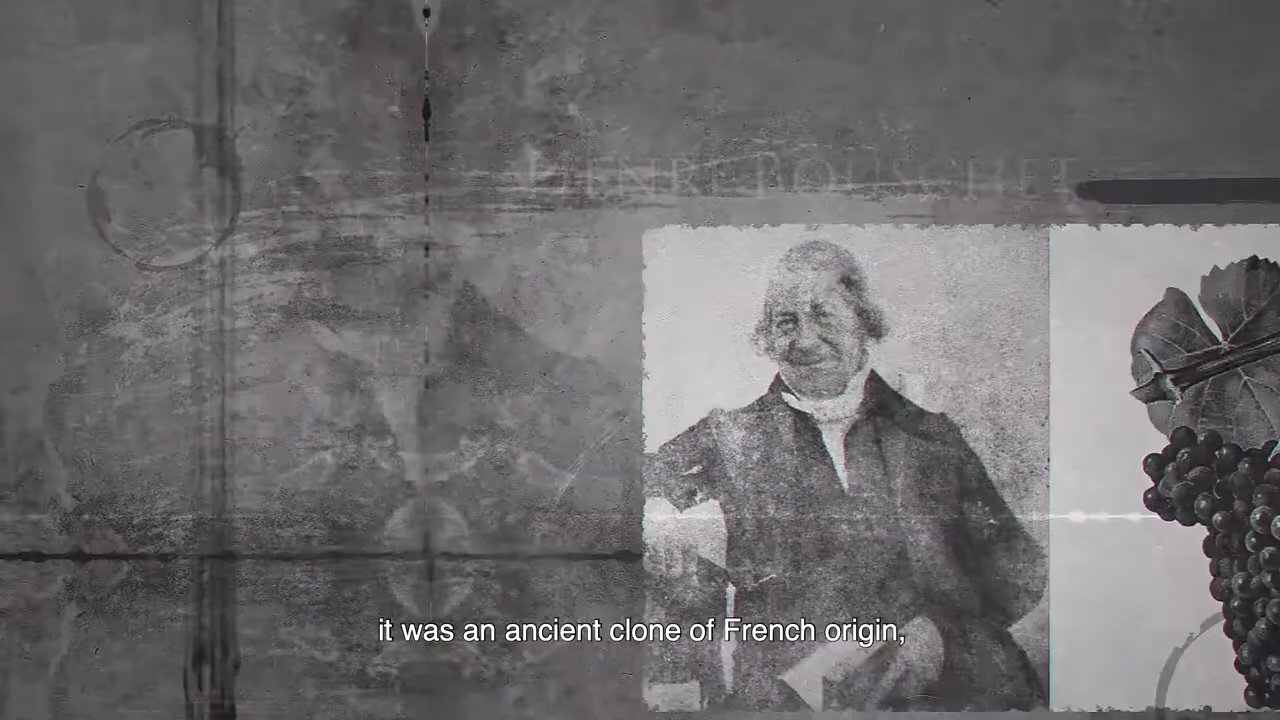 HENRI BOUSCHET
it was an ancient clone of French origin,